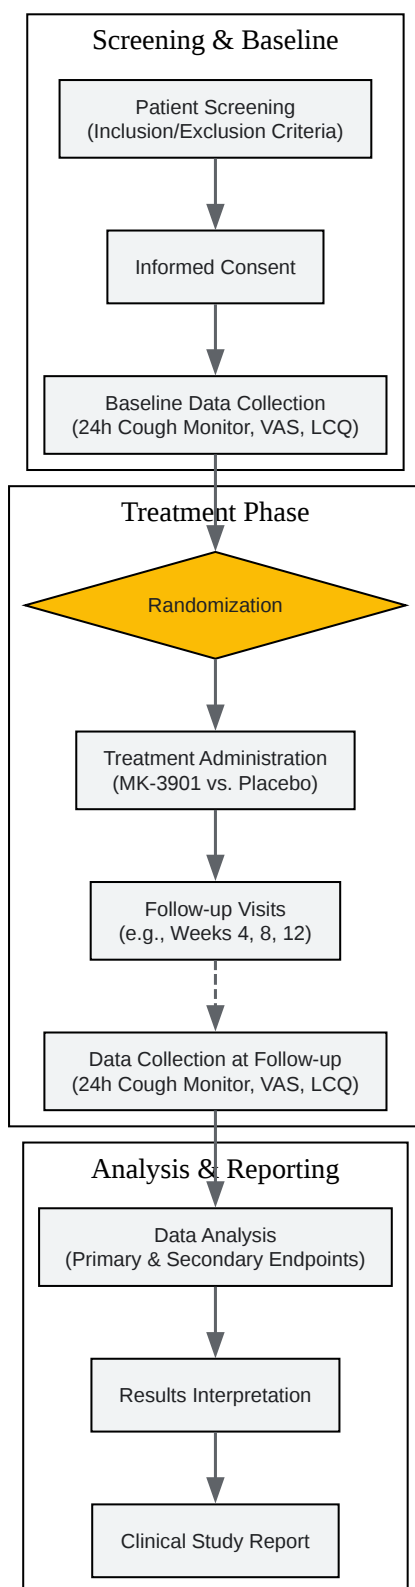 Screening & Baseline
Patient Screening
(Inclusion/Exclusion Criteria)
Informed Consent
Baseline Data Collection
(24h Cough Monitor, VAS, LCQ)
Treatment Phase
Randomization
Treatment Administration
(MK-3901 vs. Placebo)
Follow-up Visits
(e.g., Weeks 4, 8, 12)
Data Collection at Follow-up
(24h Cough Monitor, VAS, LCQ)
Analysis & Reporting
Data Analysis
(Primary & Secondary Endpoints)
Results Interpretation
Clinical Study Report